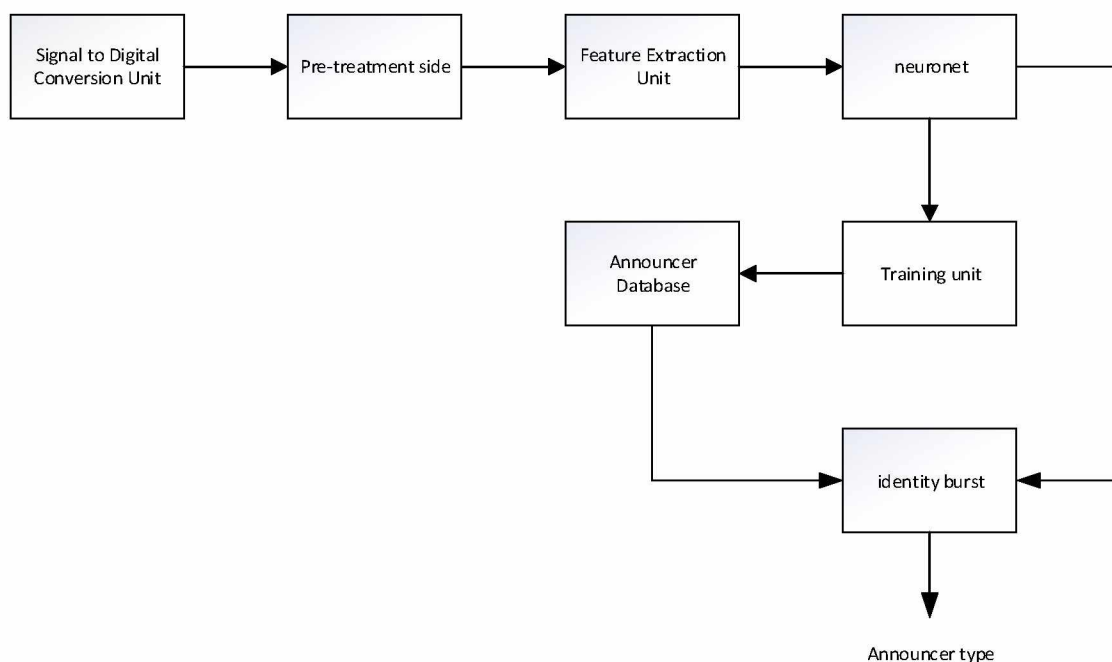 Signal to Digital
Conversion Unit
Pre-treatment side
Feature Extraction
Unit
neuronet
Announcer
Database
Training unit
identity burst
Announcer type